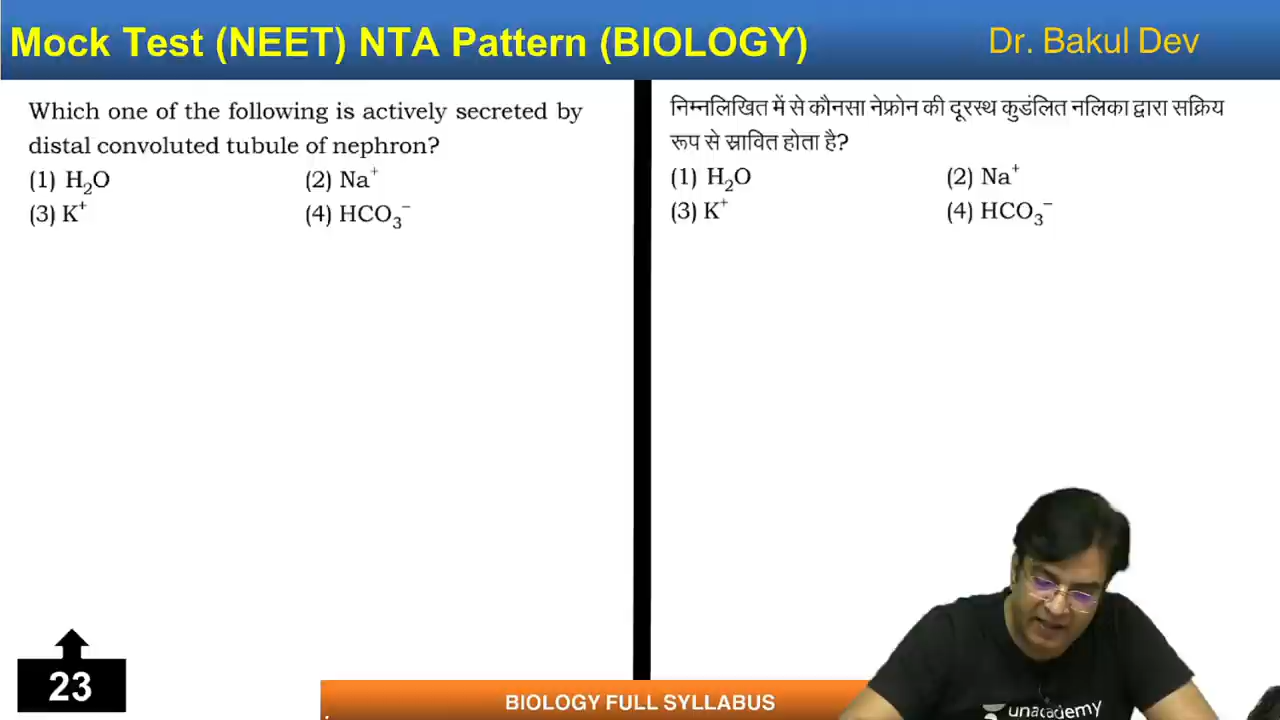 Mock Test (NEET) NTA Pattern (BIOLOGY)
Dr. Bakul Dev
Which one of the following is actively secreted by
distal convoluted tubule of nephron?
(1) H₂O (2) Na⁺
(3) K⁺ (4) HCO₃⁻
निम्नलिखित में से कौनसा नेफ्रोन की दूरस्थ कुडंलित नलिका द्वारा सक्रिय
रूप से स्रावित होता है?
(1) H₂O (2) Na⁺
(3) K⁺ (4) HCO₃⁻
23
BIOLOGY FULL SYLLABUS
unacademy